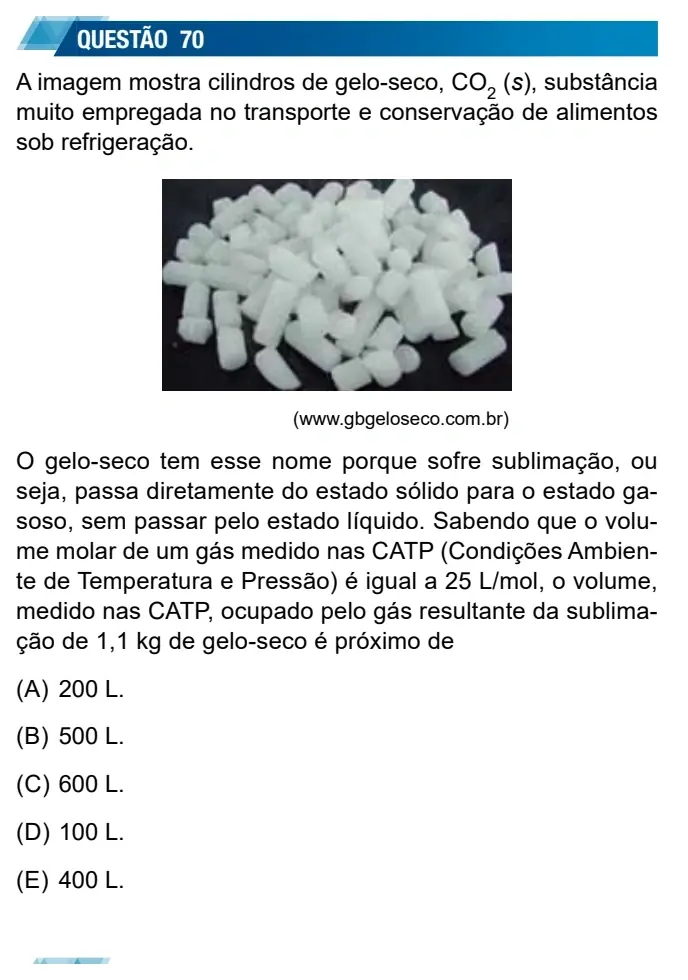 QUESTÃO 70
A imagem mostra cilindros de gelo-seco, CO₂ (s), substância
muito empregada no transporte e conservação de alimentos
sob refrigeração.
(www.gbgeloseco.com.br)
O gelo-seco tem esse nome porque sofre sublimação, ou
seja, passa diretamente do estado sólido para o estado ga-
soso, sem passar pelo estado líquido. Sabendo que o volu-
me molar de um gás medido nas CATP (Condições Ambien-
te de Temperatura e Pressão) é igual a 25 L/mol, o volume,
medido nas CATP, ocupado pelo gás resultante da sublima-
ção de 1,1 kg de gelo-seco é próximo de
(A) 200 L.
(B) 500 L.
(C) 600 L.
(D) 100 L.
(E) 400 L.